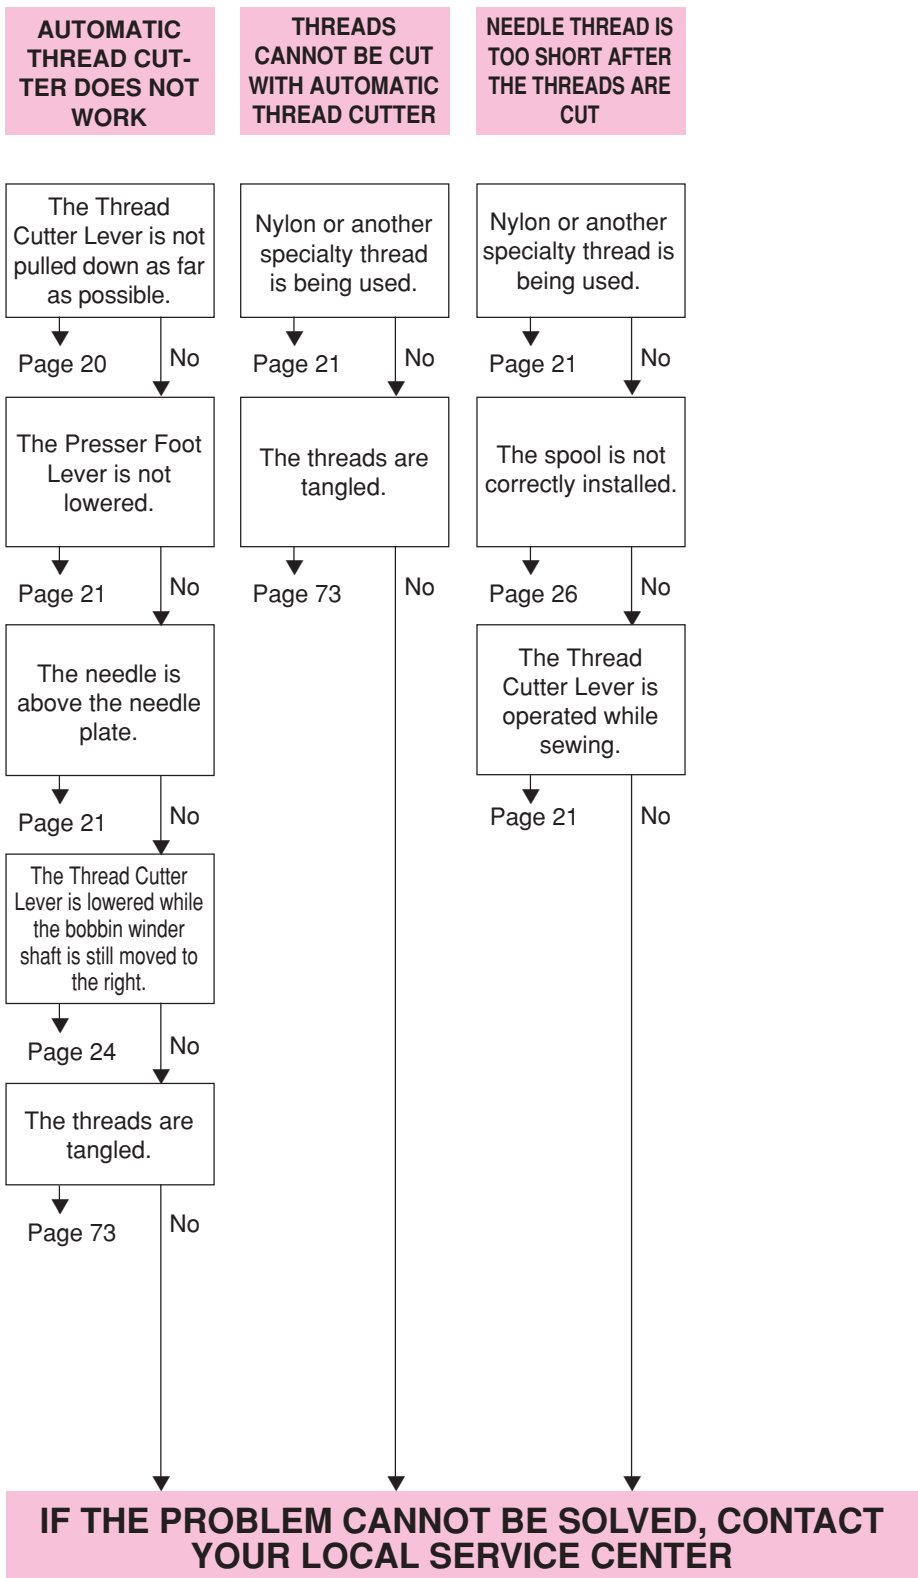 AUTOMATIC
THREAD CUT-
TER DOES NOT
WORK
The Thread
Cutter Lever is not
pulled down as far
as possible.
Page 20
No
The Presser Foot
Lever is not
lowered.
Page 21
No
The needle is
above the needle
plate.
Page 21
No
The Thread Cutter
Lever is lowered while
the bobbin winder
shaft is still moved to
the right.
Page 24
No
The threads are
tangled.
Page 73
No
THREADS
CANNOT BE CUT
WITH AUTOMATIC
THREAD CUTTER
Nylon or another
specialty thread
is being used.
Page 21
No
The threads are
tangled.
Page 73
No
NEEDLE THREAD IS
TOO SHORT AFTER
THE THREADS ARE
CUT
Nylon or another
specialty thread is
being used.
Page 21
No
The spool is not
correctly installed.
Page 26
No
The Thread
Cutter Lever is
operated while
sewing.
Page 21
No
IF THE PROBLEM CANNOT BE SOLVED, CONTACT
YOUR LOCAL SERVICE CENTER